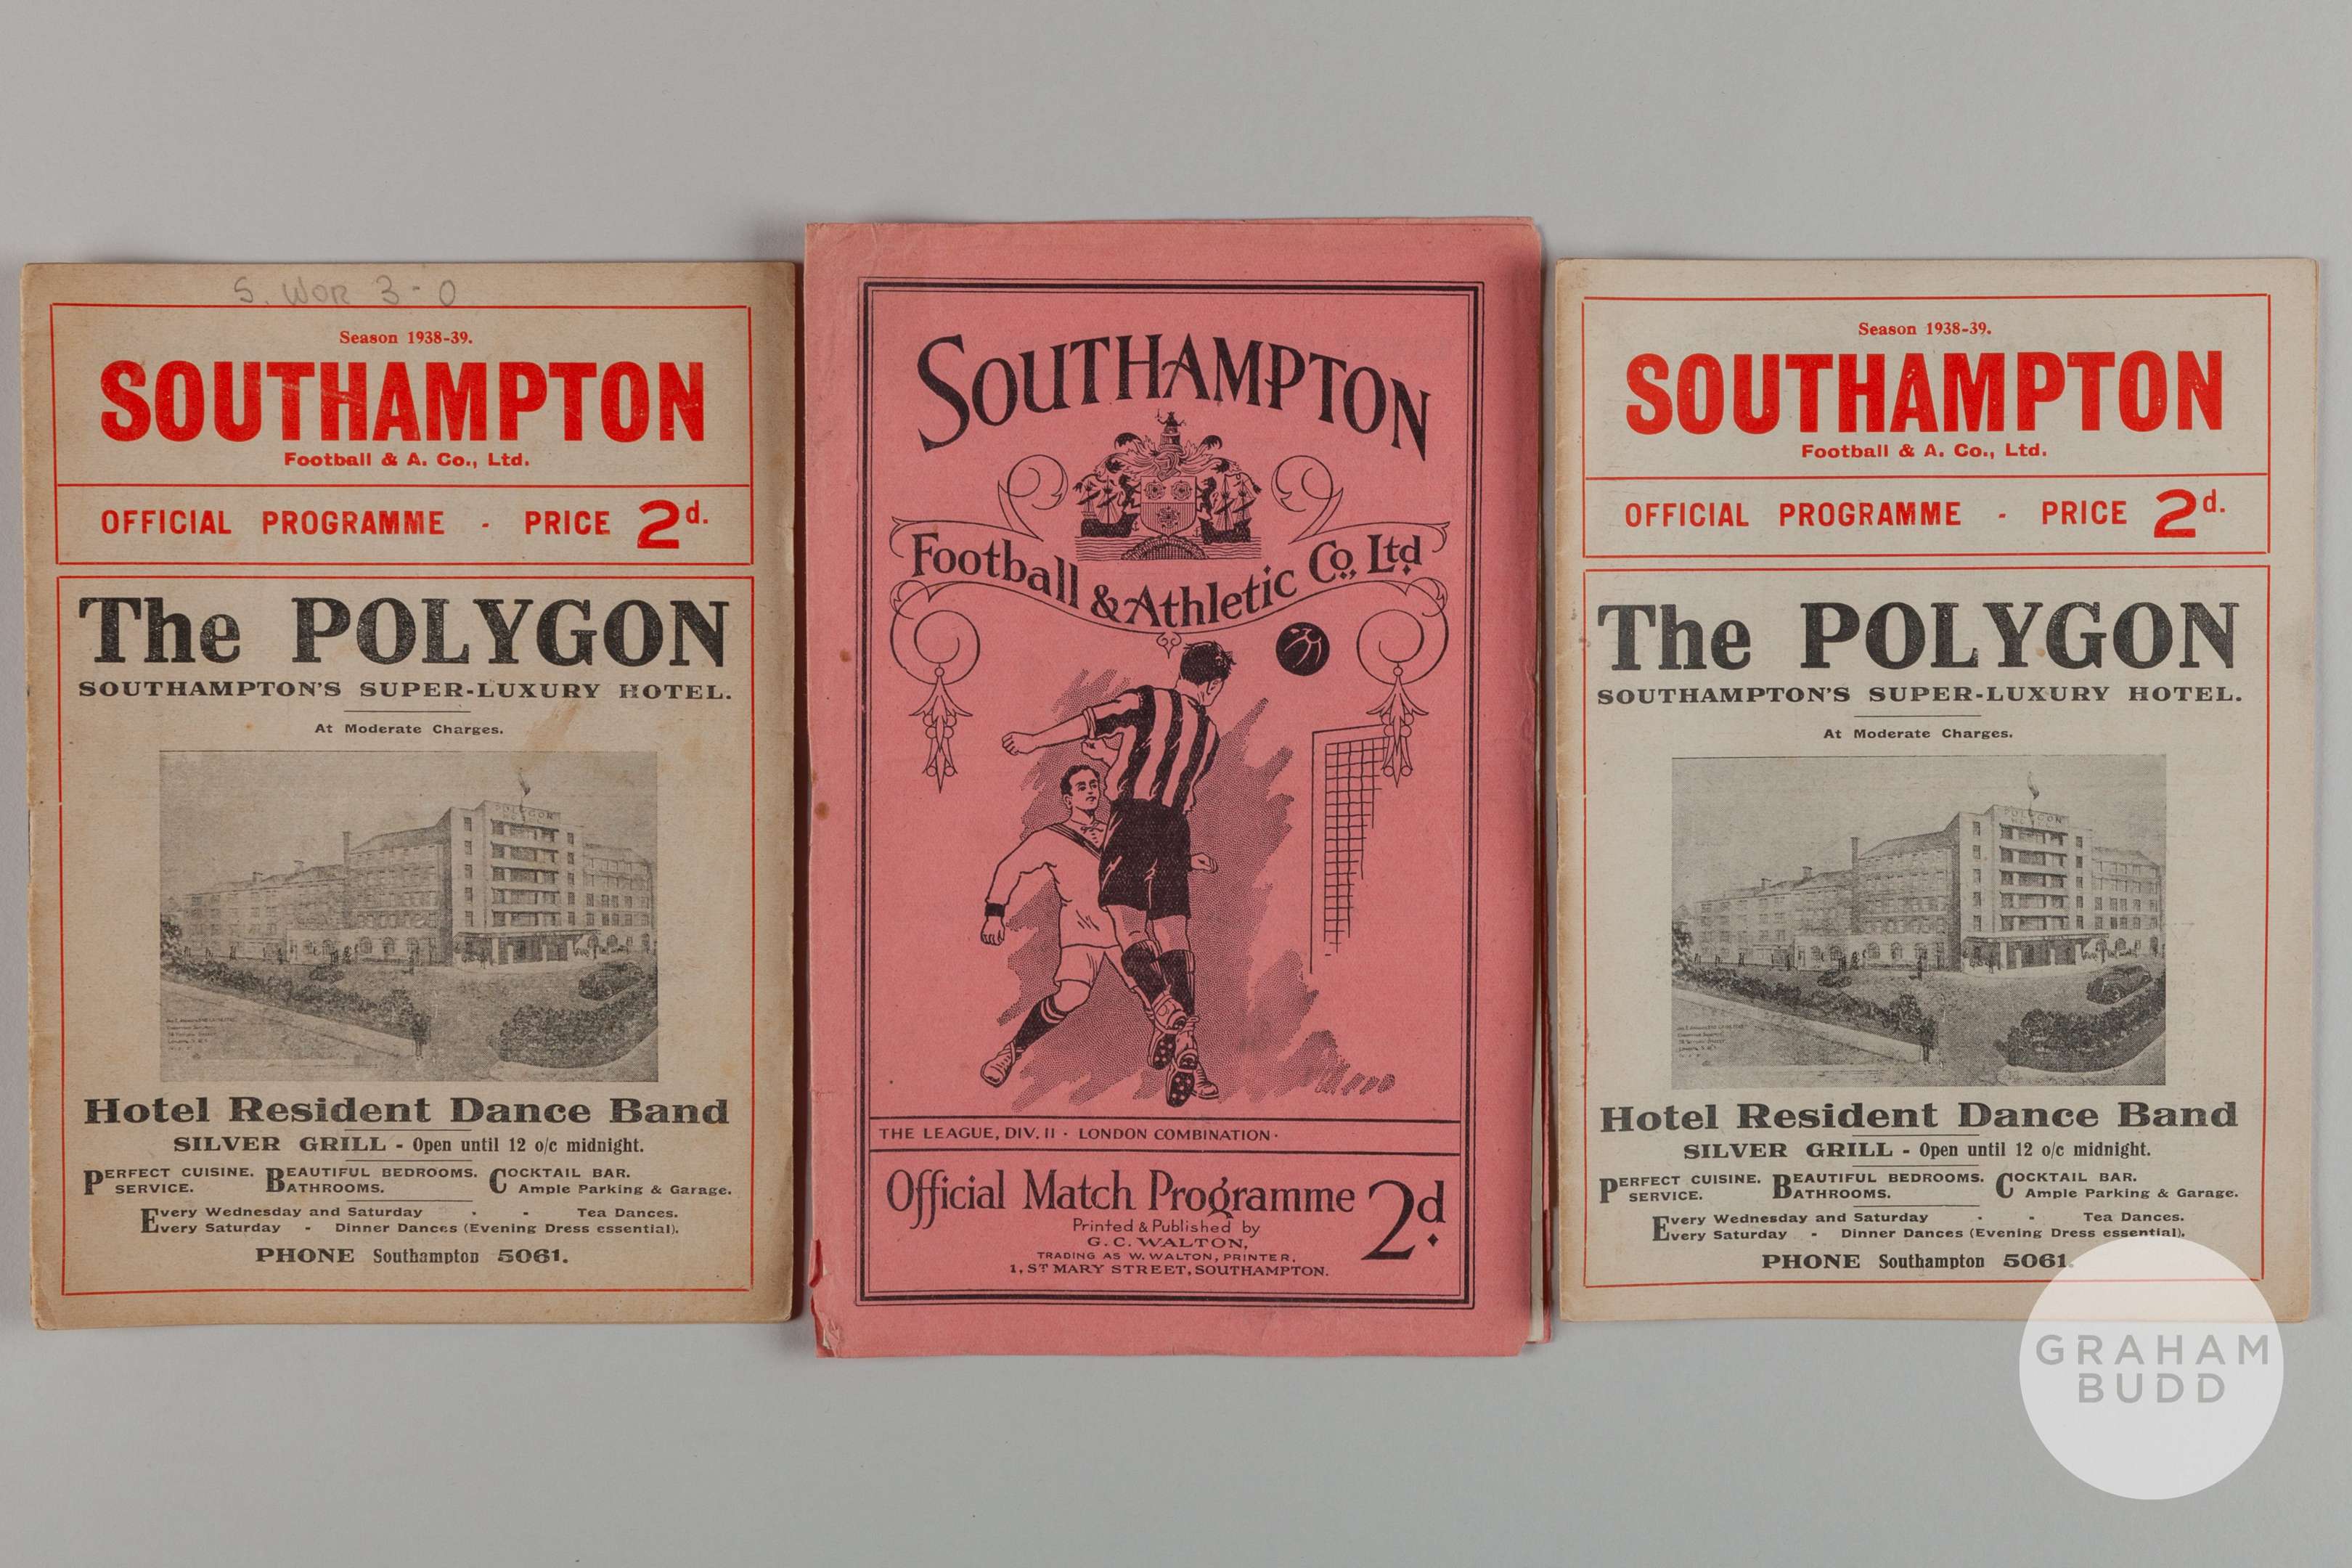 S. WOR 3-0
Season 1938-39.
SOUTHAMPTON
Football & A. Co., Ltd.
OFFICIAL PROGRAMME - PRICE 2d.
The POLYGON
SOUTHAMPTON'S SUPER-LUXURY HOTEL.
At Moderate Charges.
POLYGON
Hotel Resident Dance Band
SILVER GRILL - Open until 12 o/c midnight.
PERFECT CUISINE. BEAUTIFUL BEDROOMS. COCKTAIL BAR.
SERVICE. BATHROOMS. Ample Parking & Garage.
Every Wednesday and Saturday - - Tea Dances.
Every Saturday - Dinner Dances (Evening Dress essential).
PHONE Southampton 5061.
SOUTHAMPTON
Football & Athletic Co. Ltd
THE LEAGUE, DIV. II · LONDON COMBINATION ·
Official Match Programme 2d.
Printed & Published by
G. C. WALTON,
TRADING AS W. WALTON, PRINTER,
1, ST MARY STREET, SOUTHAMPTON.
Season 1938-39.
SOUTHAMPTON
Football & A. Co., Ltd.
OFFICIAL PROGRAMME - PRICE 2d.
The POLYGON
SOUTHAMPTON'S SUPER-LUXURY HOTEL.
At Moderate Charges.
POLYGON
Hotel Resident Dance Band
SILVER GRILL - Open until 12 o/c midnight.
PERFECT CUISINE. BEAUTIFUL BEDROOMS. COCKTAIL BAR.
SERVICE. BATHROOMS. Ample Parking & Garage.
Every Wednesday and Saturday - - Tea Dances.
Every Saturday - Dinner Dances (Evening Dress essential).
PHONE Southampton 5061.
GRAHAM
BUDD